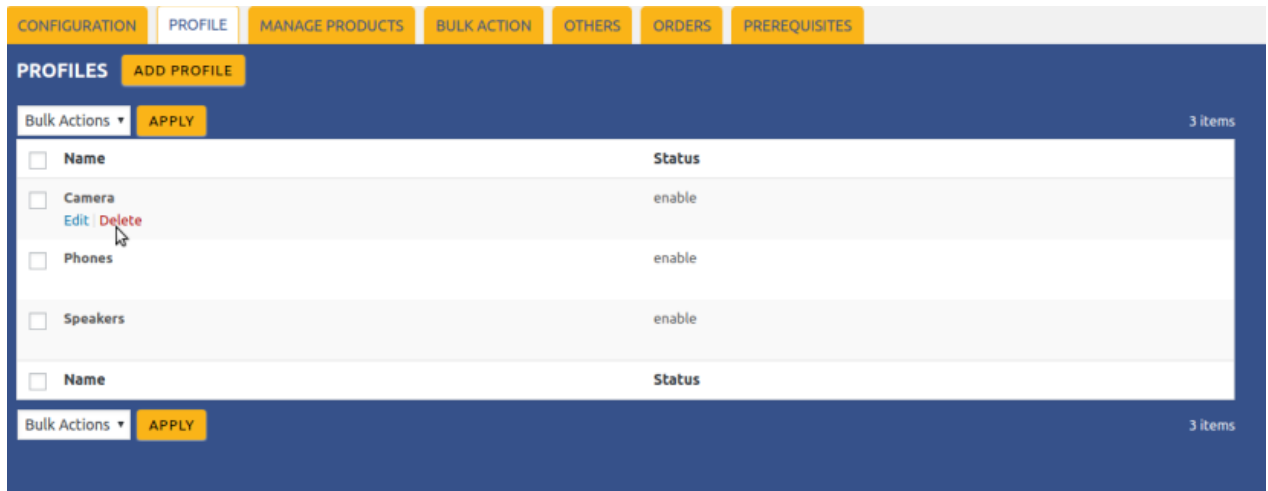 CONFIGURATION PROFILE MANAGE PRODUCTS BULK ACTION OTHERS ORDERS PREREQUISITES
PROFILES ADD PROFILE
Bulk Actions APPLY 3 items
Name Status
Camera enable
Edit | Delete
Phones enable
Speakers enable
Name Status
Bulk Actions APPLY 3 items